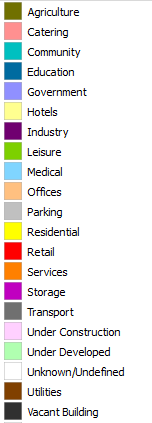 Agriculture
Catering
Community
Education
Government
Hotels
Industry
Leisure
Medical
Offices
Parking
Residential
Retail
Services
Storage
Transport
Under Construction
Under Developed
Unknown/Undefined
Utilities
Vacant Building